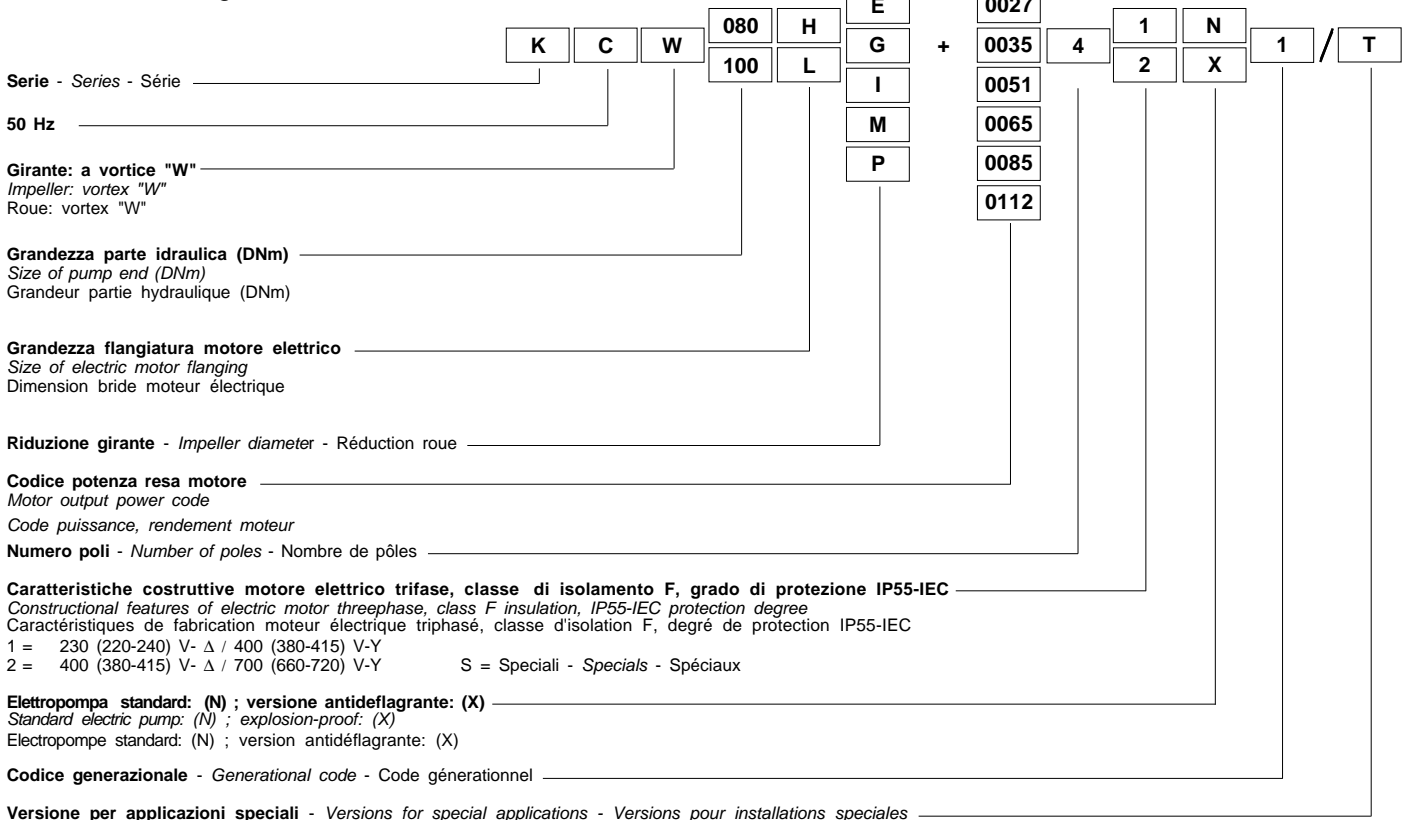 E 0027
K C W 080 H G + 0035 4 1 N 1 / T
100 L 2 X
I 0051
M 0065
P 0085
0112
Serie - Series - Série
50 Hz
Girante: a vortice "W"
Impeller: vortex "W"
Roue: vortex "W"
Grandezza parte idraulica (DNm)
Size of pump end (DNm)
Grandeur partie hydraulique (DNm)
Grandezza flangiatura motore elettrico
Size of electric motor flanging
Dimension bride moteur électrique
Riduzione girante - Impeller diameter - Réduction roue
Codice potenza resa motore
Motor output power code
Code puissance, rendement moteur
Numero poli - Number of poles - Nombre de pôles
Caratteristiche costruttive motore elettrico trifase, classe di isolamento F, grado di protezione IP55-IEC
Constructional features of electric motor threephase, class F insulation, IP55-IEC protection degree
Caractéristiques de fabrication moteur électrique triphasé, classe d'isolation F, degré de protection IP55-IEC
1 = 230 (220-240) V- Δ / 400 (380-415) V-Y
2 = 400 (380-415) V- Δ / 700 (660-720) V-Y S = Speciali - Specials - Spéciaux
Elettropompa standard: (N) ; versione antideflagrante: (X)
Standard electric pump: (N) ; explosion-proof: (X)
Electropompe standard: (N) ; version antidéflagrante: (X)
Codice generazionale - Generational code - Code génerationnel
Versione per applicazioni speciali - Versions for special applications - Versions pour installations speciales